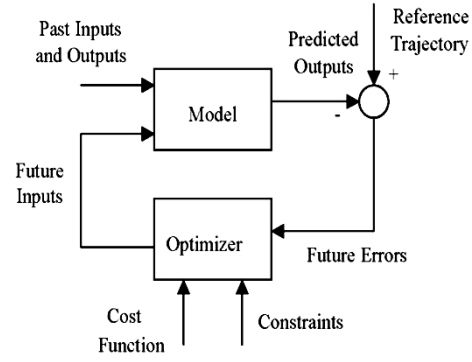 Past Inputs
and Outputs
Predicted
Outputs
Reference
Trajectory
+
-
Model
Future
Inputs
Optimizer
Future Errors
Cost
Function
Constraints